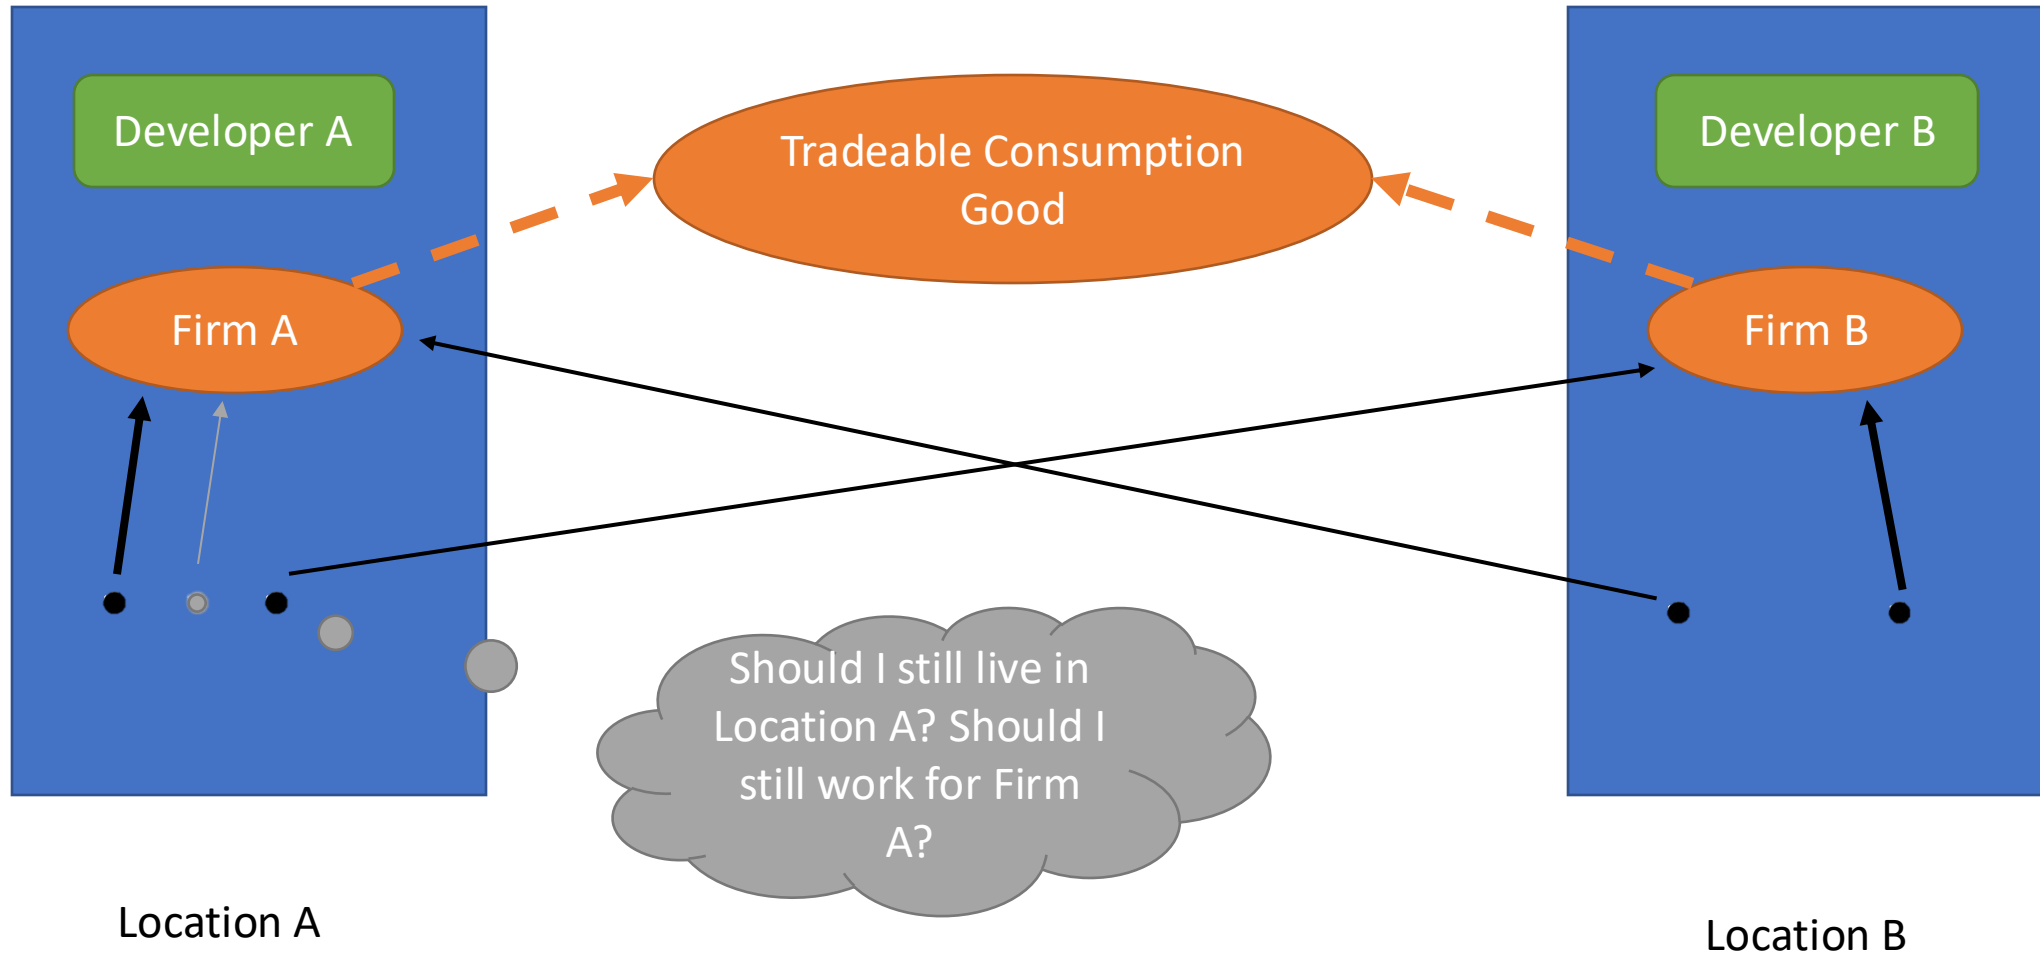 Developer A
Tradeable Consumption
Good
Developer B
Firm A
Firm B
Should I still live in
Location A? Should I
still work for Firm
A?
Location A
Location B